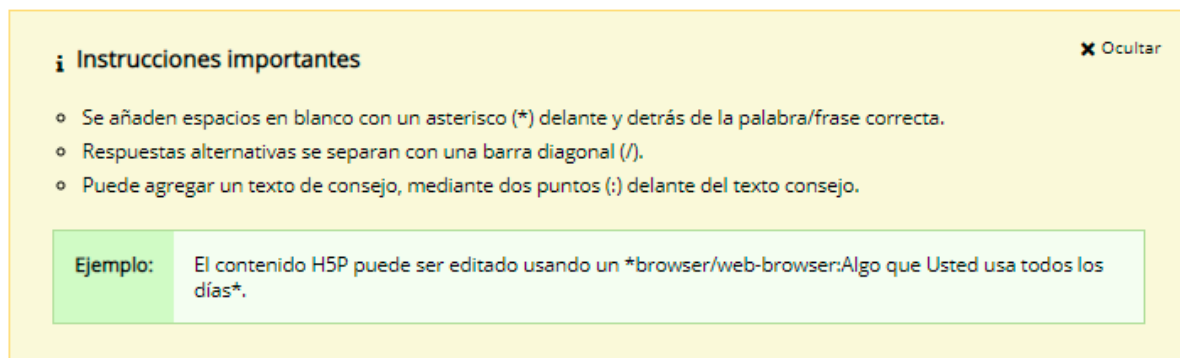 i Instrucciones importantes
✖ Ocultar
Se añaden espacios en blanco con un asterisco (*) delante y detrás de la palabra/frase correcta.
Respuestas alternativas se separan con una barra diagonal (/).
Puede agregar un texto de consejo, mediante dos puntos (:) delante del texto consejo.
Ejemplo:
El contenido H5P puede ser editado usando un *browser/web-browser:Algo que Usted usa todos los
días*.